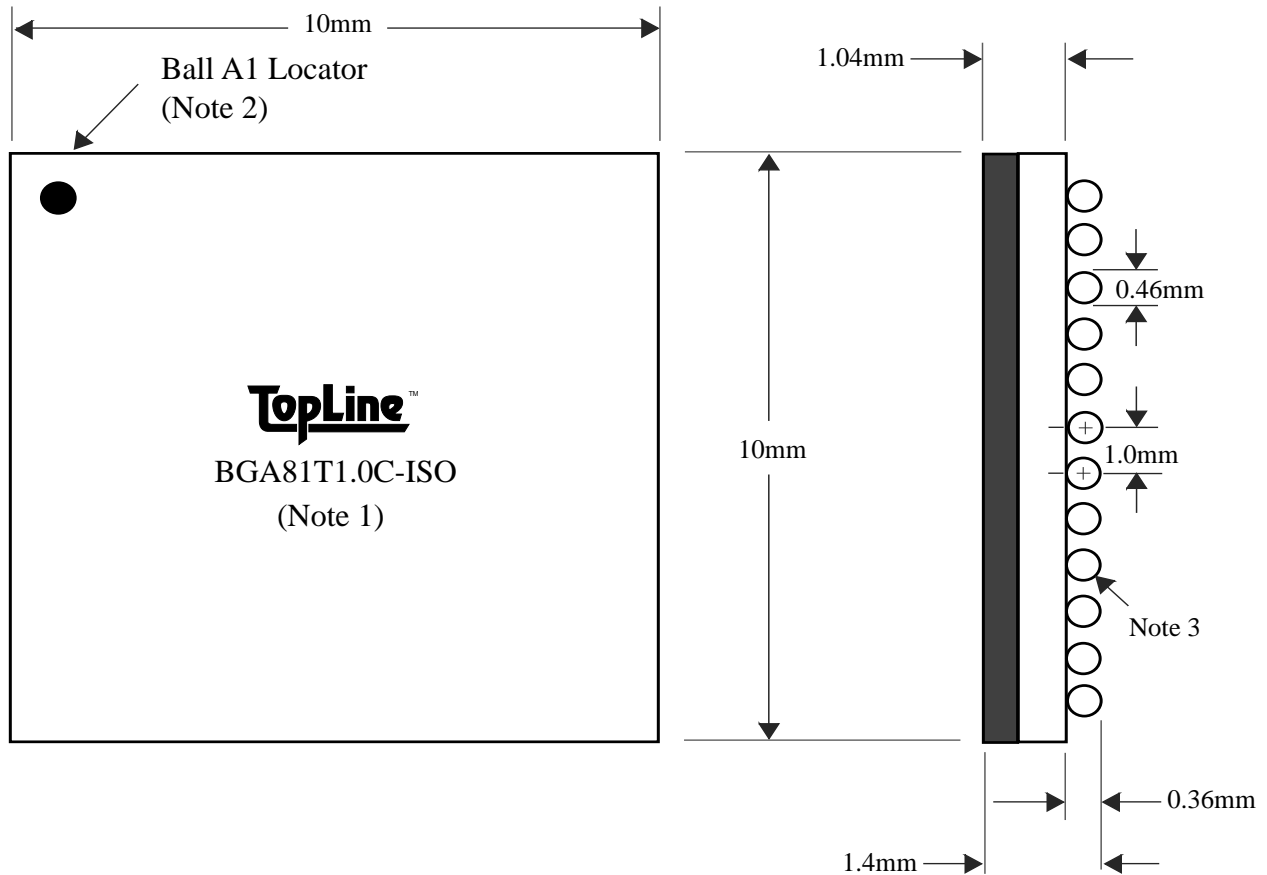 10mm
Ball A1 Locator
(Note 2)
1.04mm
0.46mm
TopLine™
BGA81T1.0C-ISO
(Note 1)
10mm
1.0mm
Note 3
0.36mm
1.4mm